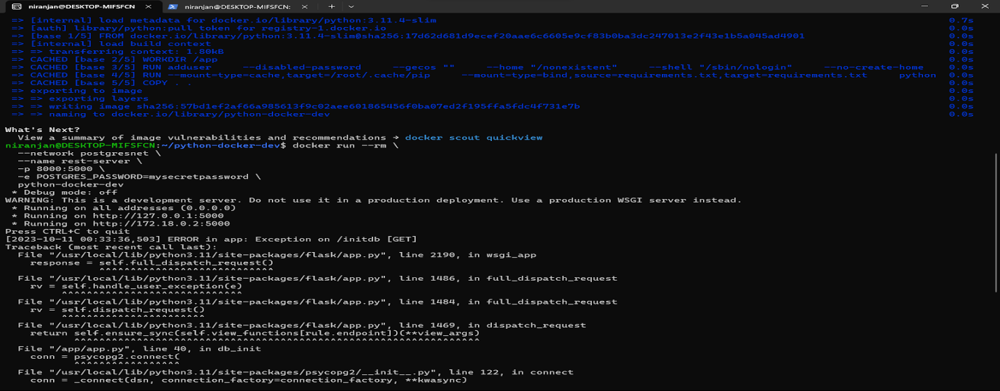 niranjan@DESKTOP-MIFSFCN × niranjan@DESKTOP-MIFSFCN: ×
=> [internal] load metadata for docker.io/library/python:3.11.4-slim 0.7s
=> [auth] library/python:pull token for registry-1.docker.io 0.0s
=> [base 1/5] FROM docker.io/library/python:3.11.4-slim@sha256:17d62d681d9ecef20aae6c6605e9cf83b0ba3dc247013e2f43e1b5a045ad4901 0.0s
=> [internal] load build context 0.0s
=> => transferring context: 1.80kB 0.0s
=> CACHED [base 2/5] WORKDIR /app 0.0s
=> CACHED [base 3/5] RUN adduser --disabled-password --gecos "" --home "/nonexistent" --shell "/sbin/nologin" --no-create-home 0.0s
=> CACHED [base 4/5] RUN --mount=type=cache,target=/root/.cache/pip --mount=type=bind,source=requirements.txt,target=requirements.txt python 0.0s
=> CACHED [base 5/5] COPY . . 0.0s
=> exporting to image 0.0s
=> => exporting layers 0.0s
=> => writing image sha256:57bd1ef2af66a985613f9c02aee601865456f0ba07ed2f195ffa5fdc4f731e7b 0.0s
=> => naming to docker.io/library/python-docker-dev 0.0s
What's Next?
View a summary of image vulnerabilities and recommendations → docker scout quickview
niranjan@DESKTOP-MIFSFCN:~/python-docker-dev$ docker run --rm \
--network postgresnet \
--name rest-server \
-p 8000:5000 \
-e POSTGRES_PASSWORD=mysecretpassword \
python-docker-dev
* Debug mode: off
WARNING: This is a development server. Do not use it in a production deployment. Use a production WSGI server instead.
* Running on all addresses (0.0.0.0)
* Running on http://127.0.0.1:5000
* Running on http://172.18.0.2:5000
Press CTRL+C to quit
[2023-10-11 00:33:36,503] ERROR in app: Exception on /initdb [GET]
Traceback (most recent call last):
File "/usr/local/lib/python3.11/site-packages/flask/app.py", line 2190, in wsgi_app
response = self.full_dispatch_request()
^^^^^^^^^^^^^^^^^^^^^^^^^^^^
File "/usr/local/lib/python3.11/site-packages/flask/app.py", line 1486, in full_dispatch_request
rv = self.handle_user_exception(e)
^^^^^^^^^^^^^^^^^^^^^^^^^^^^^
File "/usr/local/lib/python3.11/site-packages/flask/app.py", line 1484, in full_dispatch_request
rv = self.dispatch_request()
^^^^^^^^^^^^^^^^^^^^^^^
File "/usr/local/lib/python3.11/site-packages/flask/app.py", line 1469, in dispatch_request
return self.ensure_sync(self.view_functions[rule.endpoint])(**view_args)
^^^^^^^^^^^^^^^^^^^^^^^^^^^^^^^^^^^^^^^^^^^^^^^^^^^^^^^^^^^^^^^^^
File "/app/app.py", line 40, in db_init
conn = psycopg2.connect(
^^^^^^^^^^^^^^^^^
File "/usr/local/lib/python3.11/site-packages/psycopg2/__init__.py", line 122, in connect
conn = _connect(dsn, connection_factory=connection_factory, **kwasync)